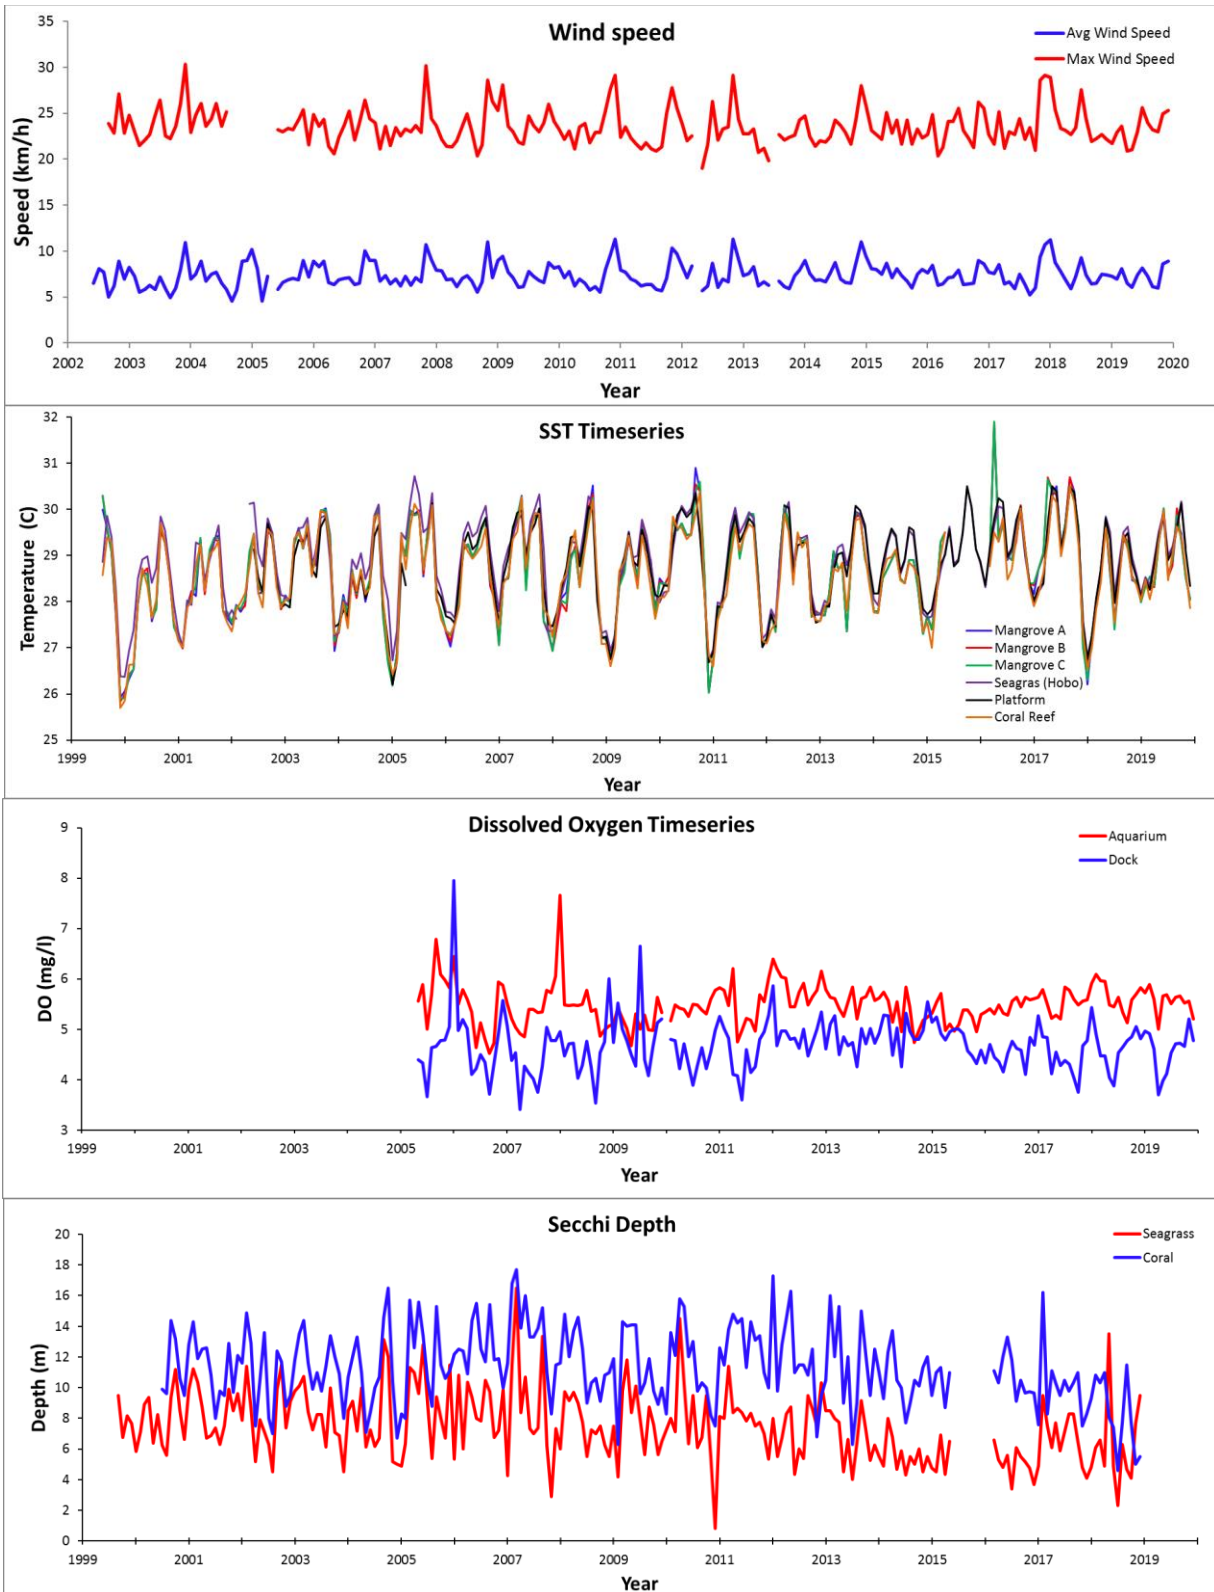 Wind speed
Avg Wind Speed
Max Wind Speed
35
30
25
20
15
10
5
0
Speed (km/h)
2002 2003 2004 2005 2006 2007 2008 2009 2010 2011 2012 2013 2014 2015 2016 2017 2018 2019 2020
Year
SST Timeseries
32
31
30
29
28
27
26
25
Temperature (C)
Mangrove A
Mangrove B
Mangrove C
Seagras (Hobo)
Platform
Coral Reef
1999 2001 2003 2005 2007 2009 2011 2013 2015 2017 2019
Year
Dissolved Oxygen Timeseries
Aquarium
Dock
9
8
7
6
5
4
3
DO (mg/l)
1999 2001 2003 2005 2007 2009 2011 2013 2015 2017 2019
Year
Secchi Depth
Seagrass
Coral
20
18
16
14
12
10
8
6
4
2
0
Depth (m)
1999 2001 2003 2005 2007 2009 2011 2013 2015 2017 2019
Year